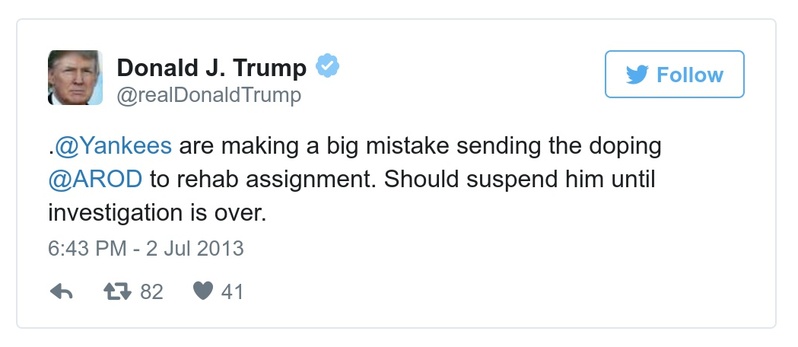 Donald J. Trump
@realDonaldTrump
Follow
.@Yankees are making a big mistake sending the doping
@AROD to rehab assignment. Should suspend him until
investigation is over.
6:43 PM - 2 Jul 2013
82 41